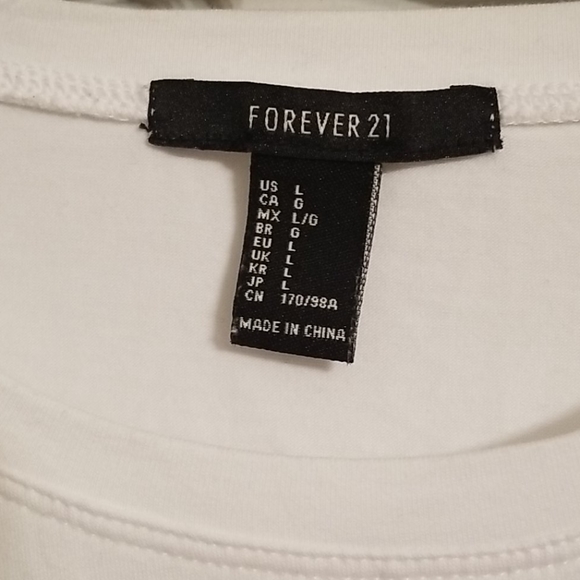 FOREVER 21
US L
CA G
MX L/G
BR G
EU L
UK L
KR L
JP L
CN 170/98A
MADE IN CHINA